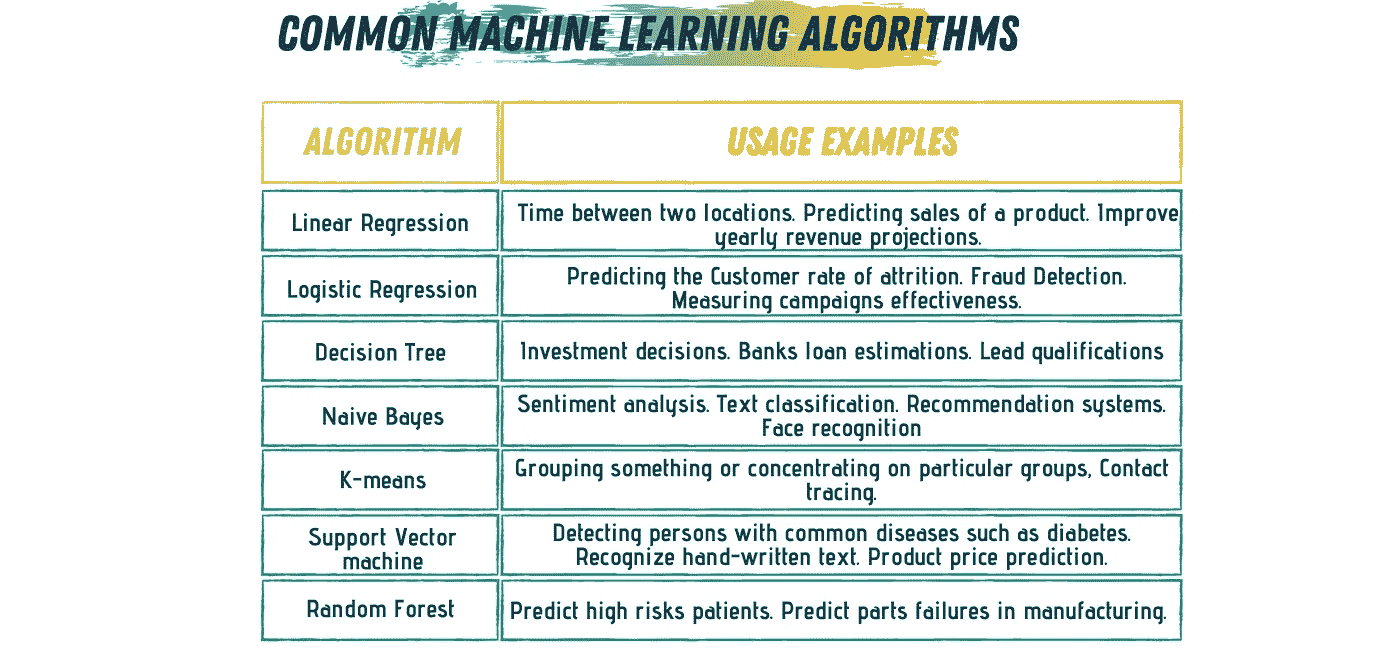 COMMON MACHINE LEARNING ALGORITHMS
ALGORITHM
USAGE EXAMPLES
Linear Regression
Time between two locations. Predicting sales of a product. Improve
yearly revenue projections.
Logistic Regression
Predicting the Customer rate of attrition. Fraud Detection.
Measuring campaigns effectiveness.
Decision Tree
Investment decisions. Banks loan estimations. Lead qualifications
Naive Bayes
Sentiment analysis. Text classification. Recommendation systems.
Face recognition
K-means
Grouping something or concentrating on particular groups, Contact
tracing.
Support Vector
machine
Detecting persons with common diseases such as diabetes.
Recognize hand-written text. Product price prediction.
Random Forest
Predict high risks patients. Predict parts failures in manufacturing.